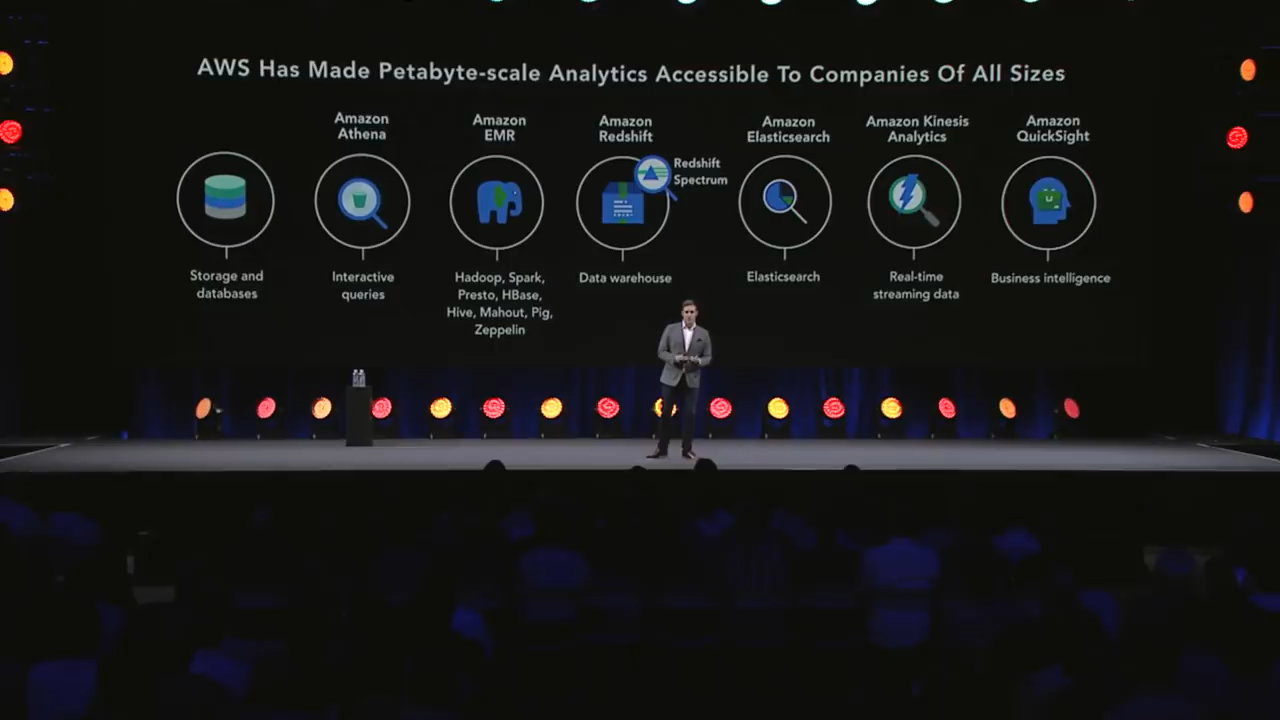 AWS Has Made Petabyte-scale Analytics Accessible To Companies Of All Sizes
Amazon
Athena
Amazon
EMR
Amazon
Redshift
Redshift
Spectrum
Amazon
Elasticsearch
Amazon Kinesis
Analytics
Amazon
QuickSight
Storage and
databases
Interactive
queries
Hadoop, Spark,
Presto, HBase,
Hive, Mahout, Pig,
Zeppelin
Data warehouse
Elasticsearch
Real-time
streaming data
Business intelligence